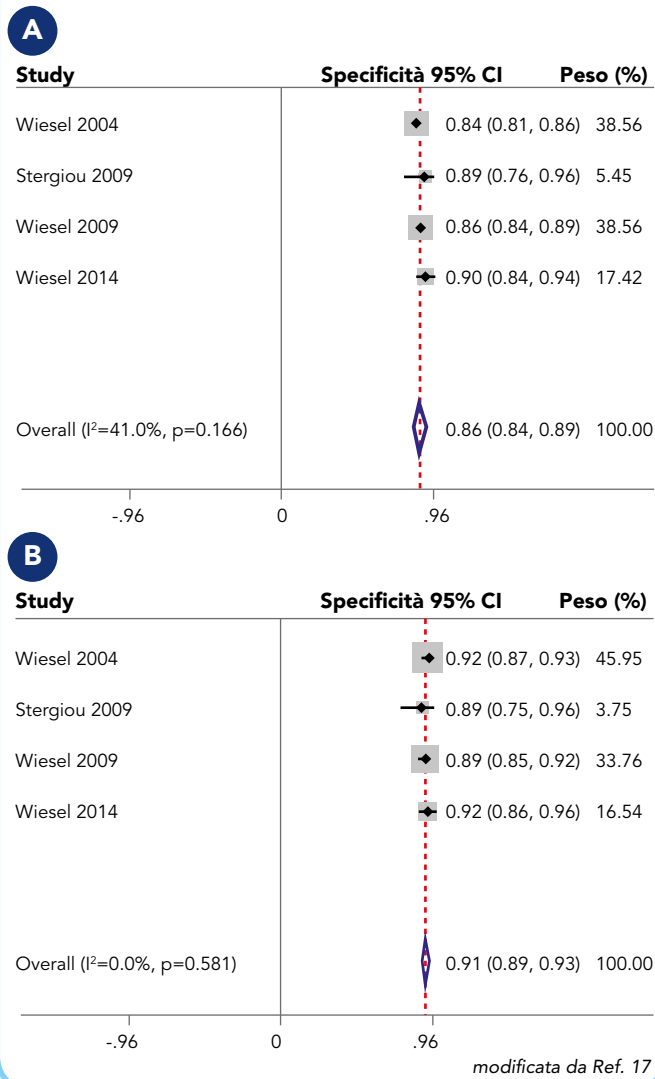 A
Study Specificità 95% CI Peso (%)
Wiesel 2004 0.84 (0.81, 0.86) 38.56
Stergiou 2009 0.89 (0.76, 0.96) 5.45
Wiesel 2009 0.86 (0.84, 0.89) 38.56
Wiesel 2014 0.90 (0.84, 0.94) 17.42
Overall (I²=41.0%, p=0.166) 0.86 (0.84, 0.89) 100.00
-.96 0 .96
B
Study Specificità 95% CI Peso (%)
Wiesel 2004 0.92 (0.87, 0.93) 45.95
Stergiou 2009 0.89 (0.75, 0.96) 3.75
Wiesel 2009 0.89 (0.85, 0.92) 33.76
Wiesel 2014 0.92 (0.86, 0.96) 16.54
Overall (I²=0.0%, p=0.581) 0.91 (0.89, 0.93) 100.00
-.96 0 .96
modificata da Ref. 17